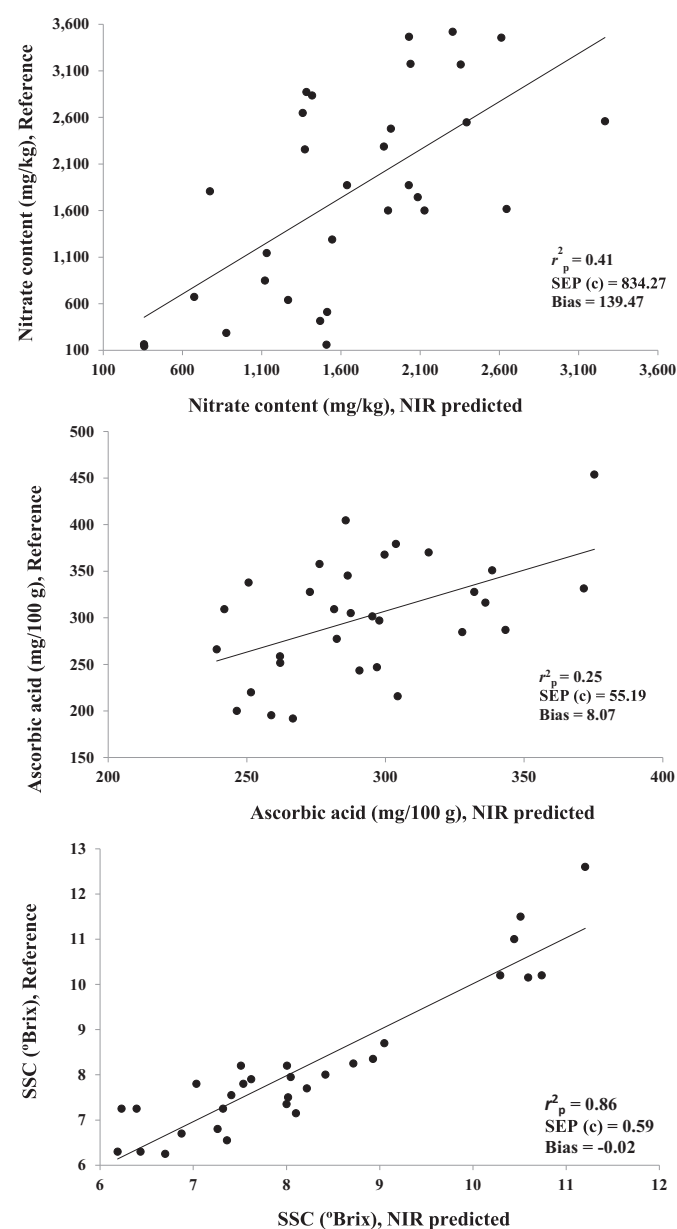 3,600
3,100
2,600
2,100
1,600
1,100
600
100
Nitrate content (mg/kg), Reference
r²p = 0.41
SEP (c) = 834.27
Bias = 139.47
100 600 1,100 1,600 2,100 2,600 3,100 3,600
Nitrate content (mg/kg), NIR predicted
500
450
400
350
300
250
200
150
Ascorbic acid (mg/100 g), Reference
r²p = 0.25
SEP (c) = 55.19
Bias = 8.07
200 250 300 350 400
Ascorbic acid (mg/100 g), NIR predicted
13
12
11
10
9
8
7
6
SSC (ºBrix), Reference
r²p = 0.86
SEP (c) = 0.59
Bias = -0.02
6 7 8 9 10 11 12
SSC (ºBrix), NIR predicted